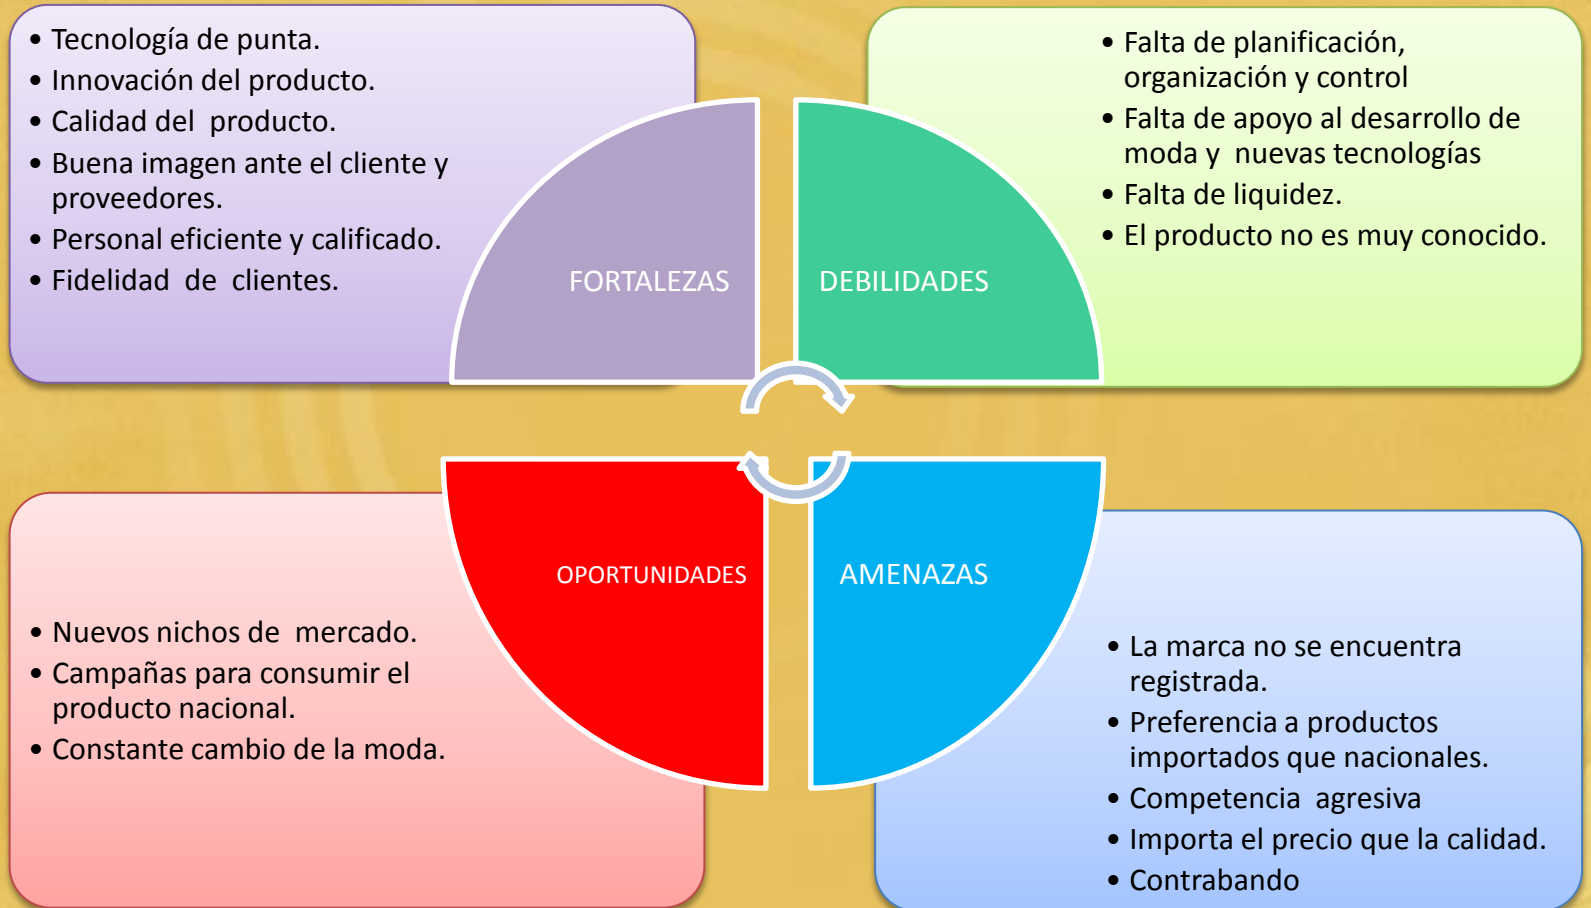 • Tecnología de punta.
• Innovación del producto.
• Calidad del producto.
• Buena imagen ante el cliente y
proveedores.
• Personal eficiente y calificado.
• Fidelidad de clientes.
FORTALEZAS
• Falta de planificación,
organización y control
• Falta de apoyo al desarrollo de
moda y nuevas tecnologías
• Falta de liquidez.
• El producto no es muy conocido.
DEBILIDADES
OPORTUNIDADES
• Nuevos nichos de mercado.
• Campañas para consumir el
producto nacional.
• Constante cambio de la moda.
AMENAZAS
• La marca no se encuentra
registrada.
• Preferencia a productos
importados que nacionales.
• Competencia agresiva
• Importa el precio que la calidad.
• Contrabando